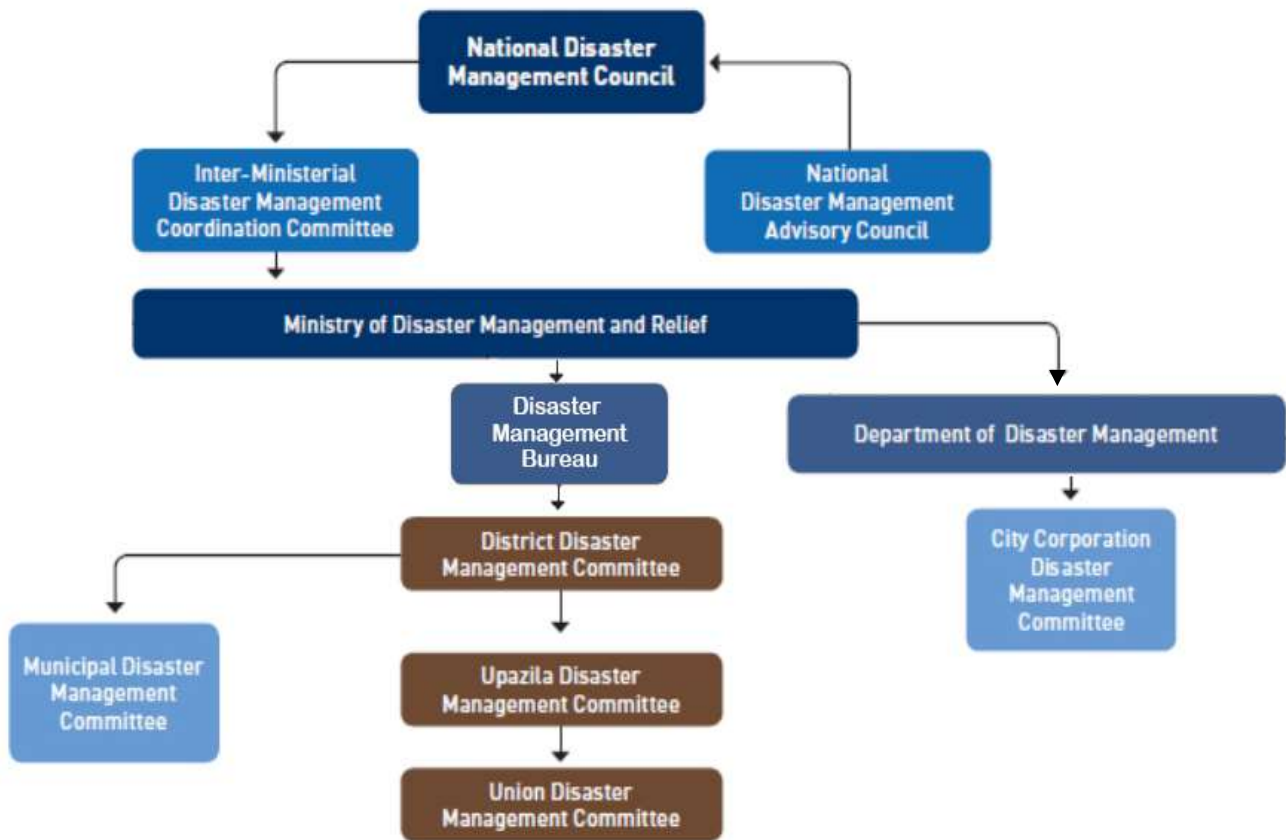 National Disaster
Management Council
Inter-Ministerial
Disaster Management
Coordination Committee
National
Disaster Management
Advisory Council
Ministry of Disaster Management and Relief
Disaster
Management
Bureau
Department of Disaster Management
District Disaster
Management Committee
City Corporation
Disaster
Management
Committee
Municipal Disaster
Management
Committee
Upazila Disaster
Management Committee
Union Disaster
Management Committee